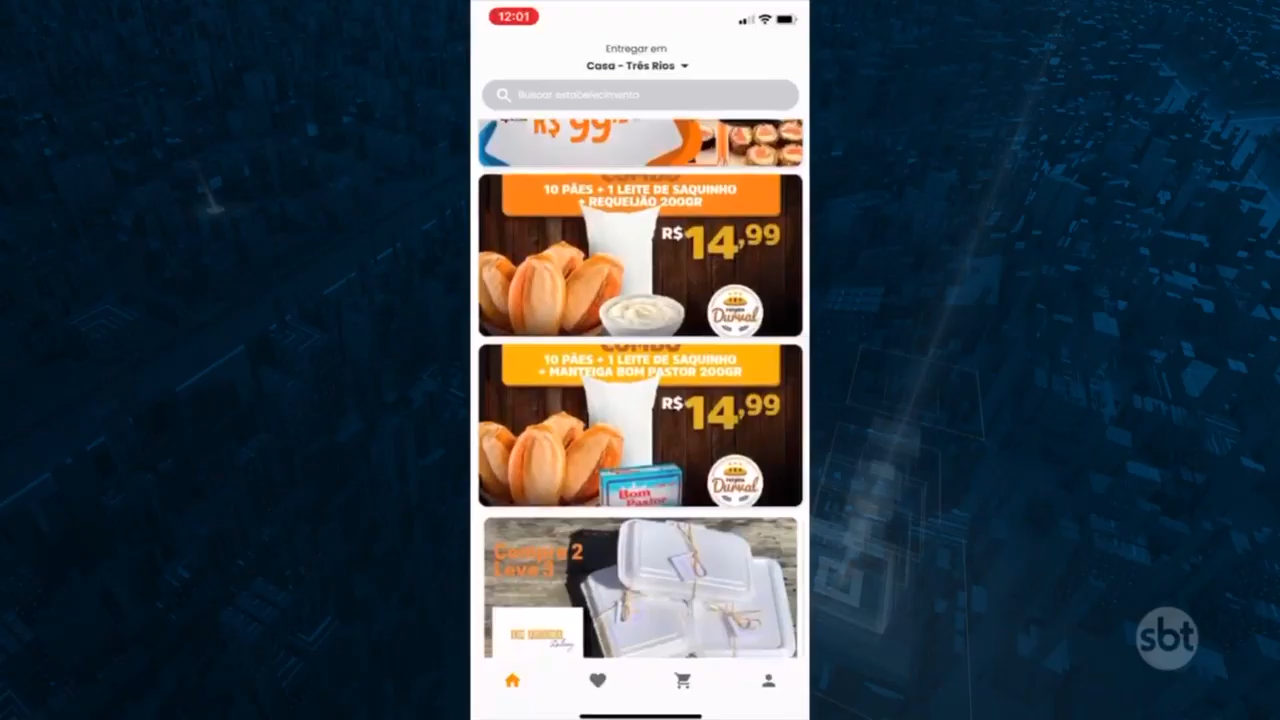 12:01
Entregar em
Casa - Três Rios
Buscar estabelecimento
R$ 99
COMBO
10 PÃES + 1 LEITE DE SAQUINHO
+ REQUEIJÃO 200GR
R$ 14,99
Durval
COMBO
10 PÃES + 1 LEITE DE SAQUINHO
+ MANTEIGA BOM PASTOR 200GR
R$ 14,99
Bom
Pastor
Durval
Compre 2
Leve 3
sbt